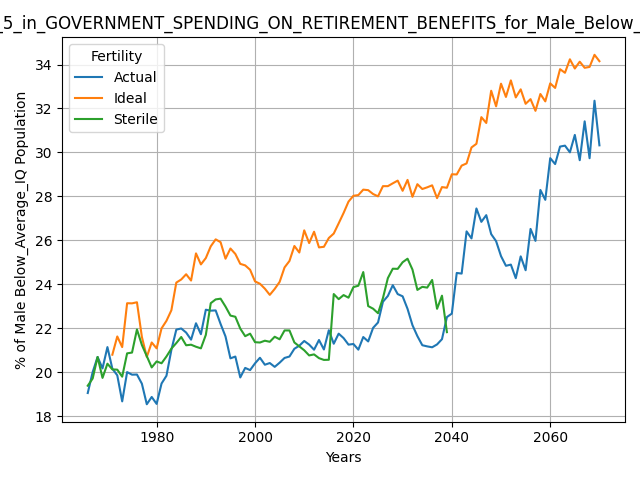 _5_in_GOVERNMENT_SPENDING_ON_RETIREMENT_BENEFITS_for_Male_Below_
Fertility
Actual
Ideal
Sterile
% of Male Below_Average_IQ Population
34
32
30
28
26
24
22
20
18
1980
2000
2020
2040
2060
Years